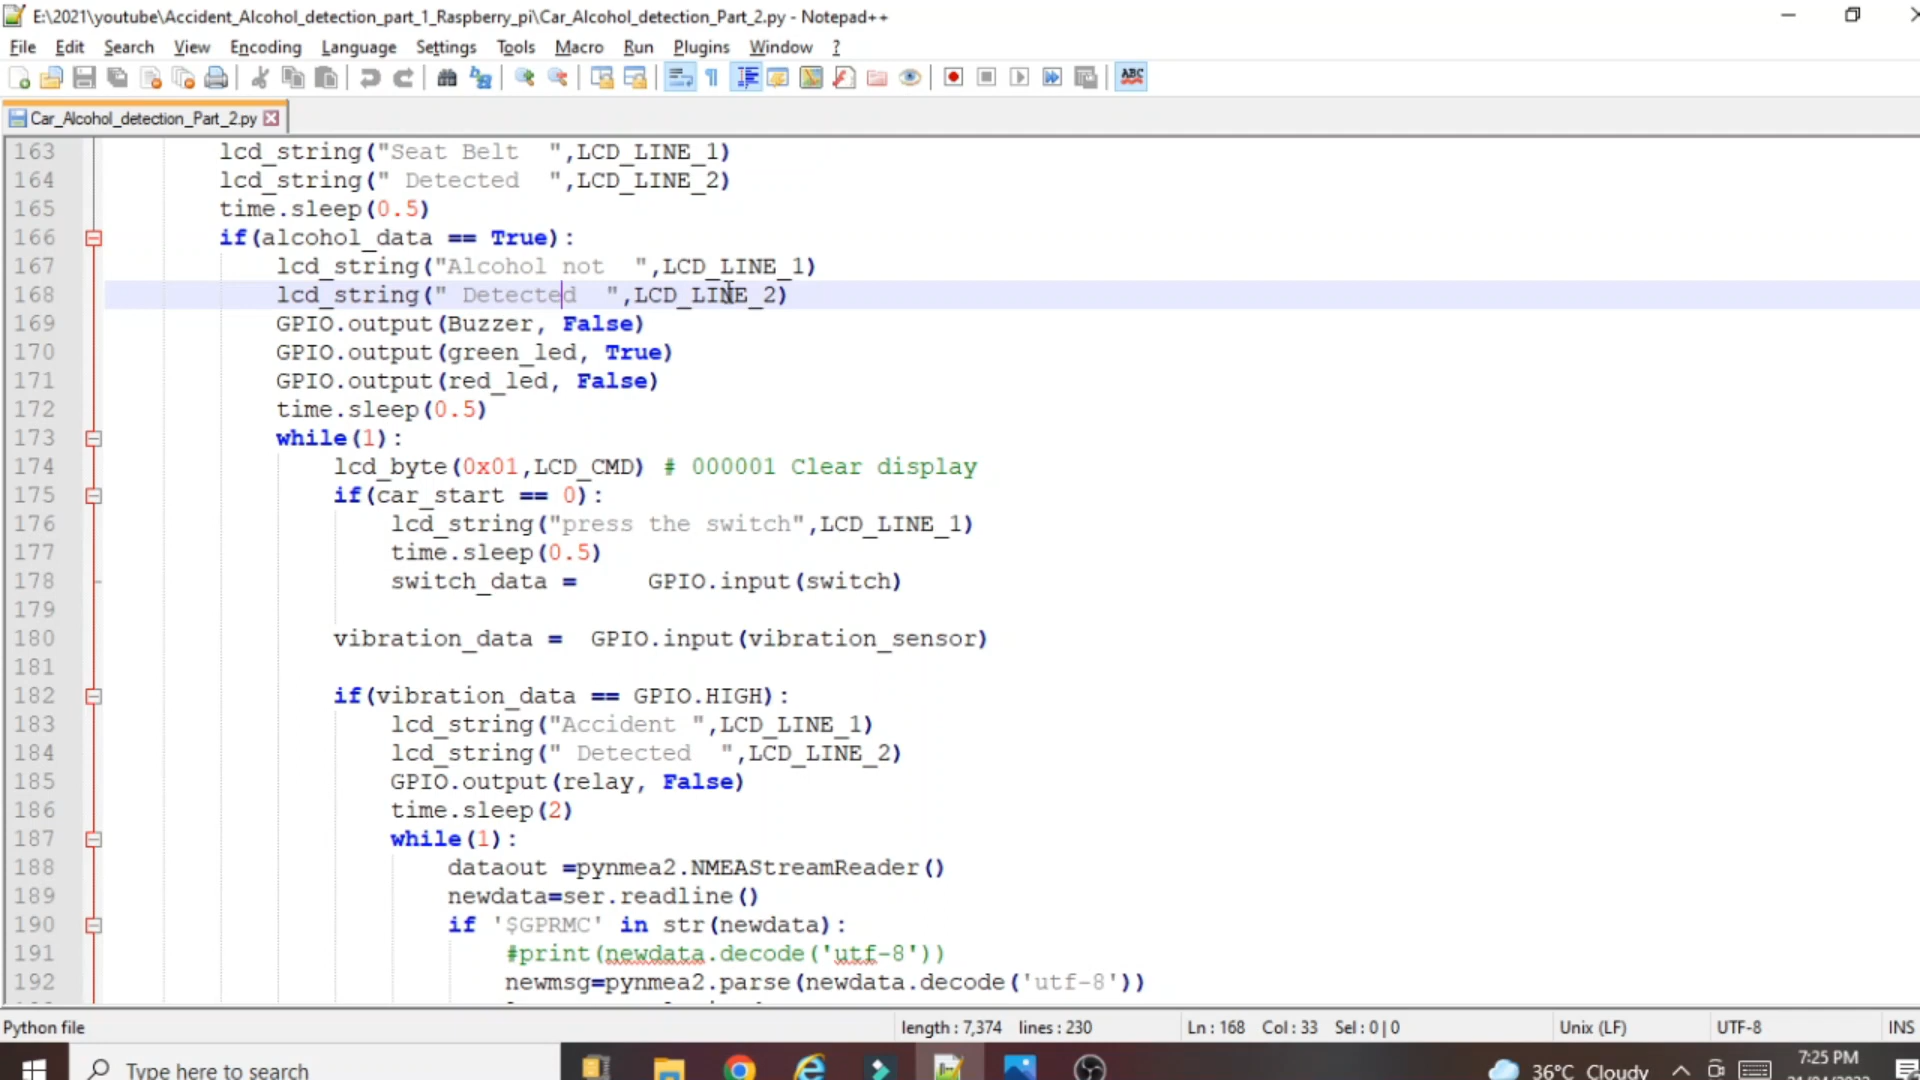 E:\2021\youtube\Accident_Alcohol_detection_part_1_Raspberry_pi\Car_Alcohol_detection_Part_2.py - Notepad++
File Edit Search View Encoding Language Settings Tools Macro Run Plugins Window ?
ABC
Car_Alcohol_detection_Part_2.py
163 lcd_string("Seat Belt  ",LCD_LINE_1)
164 lcd_string(" Detected  ",LCD_LINE_2)
165 time.sleep(0.5)
166 if(alcohol_data == True):
167 lcd_string("Alcohol not  ",LCD_LINE_1)
168 lcd_string(" Detected  ",LCD_LINE_2)
169 GPIO.output(Buzzer, False)
170 GPIO.output(green_led, True)
171 GPIO.output(red_led, False)
172 time.sleep(0.5)
173 while(1):
174 lcd_byte(0x01,LCD_CMD) # 000001 Clear display
175 if(car_start == 0):
176 lcd_string("press the switch",LCD_LINE_1)
177 time.sleep(0.5)
178 switch_data =     GPIO.input(switch)
179
180 vibration_data =  GPIO.input(vibration_sensor)
181
182 if(vibration_data == GPIO.HIGH):
183 lcd_string("Accident ",LCD_LINE_1)
184 lcd_string(" Detected  ",LCD_LINE_2)
185 GPIO.output(relay, False)
186 time.sleep(2)
187 while(1):
188 dataout =pynmea2.NMEAStreamReader()
189 newdata=ser.readline()
190 if '$GPRMC' in str(newdata):
191 #print(newdata.decode('utf-8'))
192 newmsg=pynmea2.parse(newdata.decode('utf-8'))
Python file length : 7,374 lines : 230 Ln : 168 Col : 33 Sel : 0 | 0 Unix (LF) UTF-8 INS
Type here to search 36°C Cloudy 7:25 PM